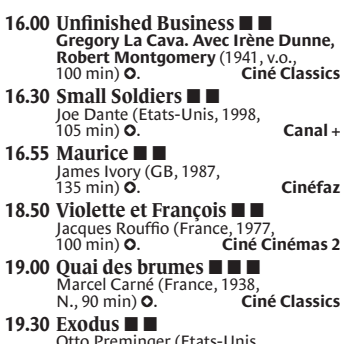 16.00 Unfinished Business ■ ■
Gregory La Cava. Avec Irène Dunne,
Robert Montgomery (1941, v.o.,
100 min) ✪. Ciné Classics
16.30 Small Soldiers ■ ■
Joe Dante (Etats-Unis, 1998,
105 min) ✪. Canal +
16.55 Maurice ■ ■
James Ivory (GB, 1987,
135 min) ✪. Cinéfaz
18.50 Violette et François ■ ■
Jacques Rouffio (France, 1977,
100 min) ✪. Ciné Cinémas 2
19.00 Quai des brumes ■ ■ ■
Marcel Carné (France, 1938,
N., 90 min) ✪. Ciné Classics
19.30 Exodus ■ ■
Otto Preminger (Etats-Unis,